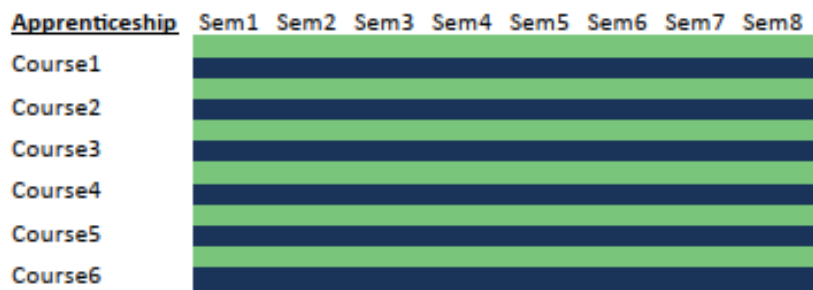 Apprenticeship Sem1 Sem2 Sem3 Sem4 Sem5 Sem6 Sem7 Sem8
Course1
Course2
Course3
Course4
Course5
Course6